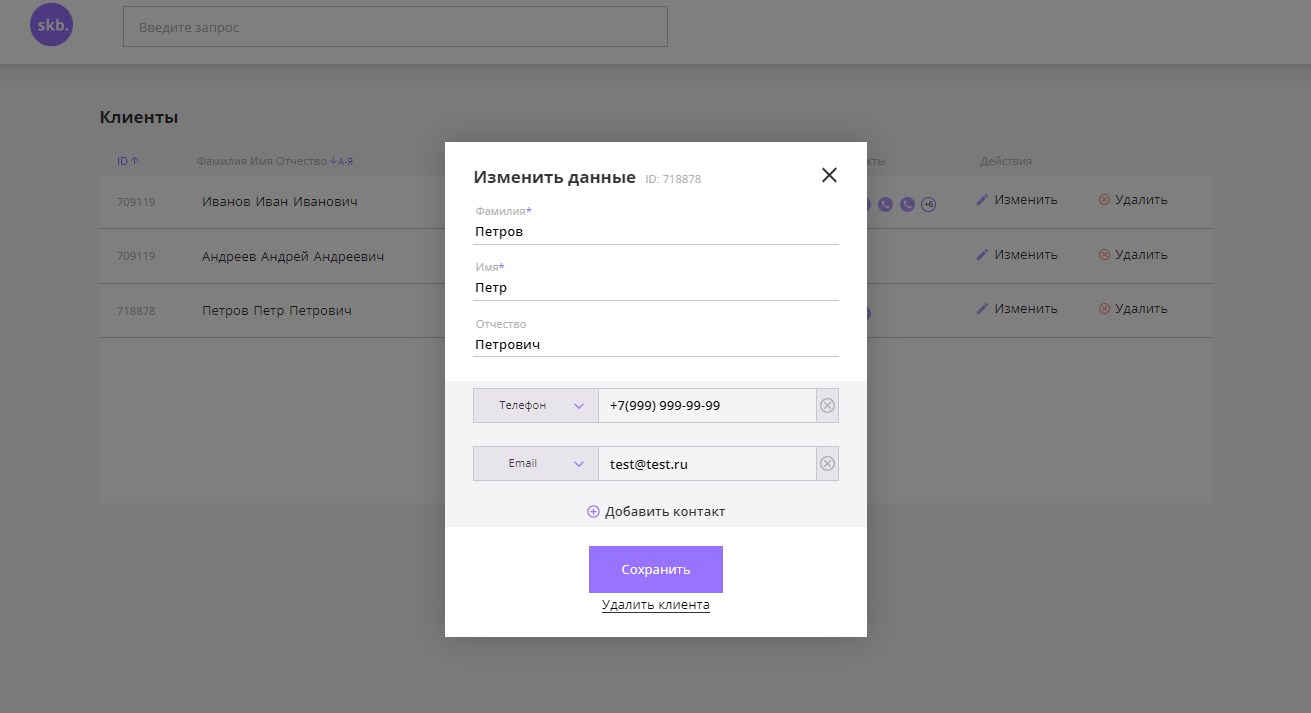 skb.
Введите запрос
Клиенты
ID Фамилия Имя Отчество А-Я Действия
709119 Иванов Иван Иванович +6 Изменить Удалить
709119 Андреев Андрей Андреевич Изменить Удалить
718878 Петров Петр Петрович Изменить Удалить
Изменить данные ID: 718878
Фамилия*
Петров
Имя*
Петр
Отчество
Петрович
Телефон +7(999) 999-99-99
Email test@test.ru
Добавить контакт
Сохранить
Удалить клиента